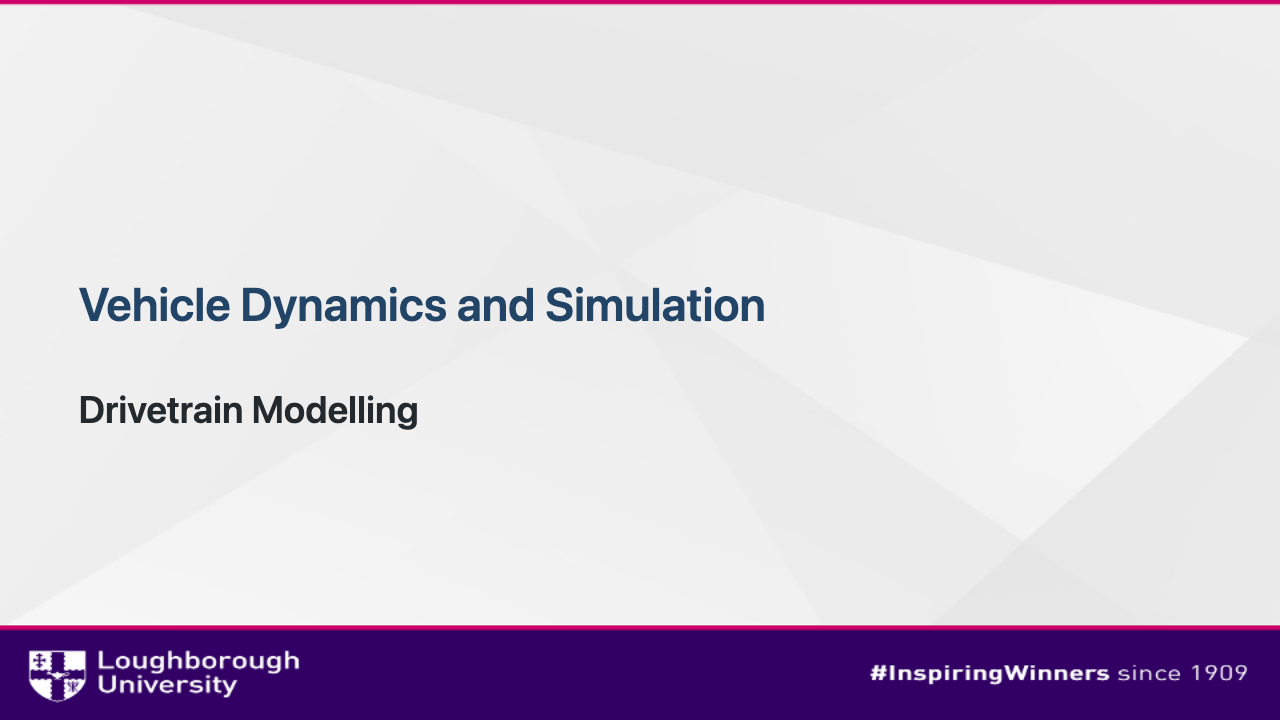 Vehicle Dynamics and Simulation
Drivetrain Modelling
Loughborough
University
#InspiringWinners since 1909